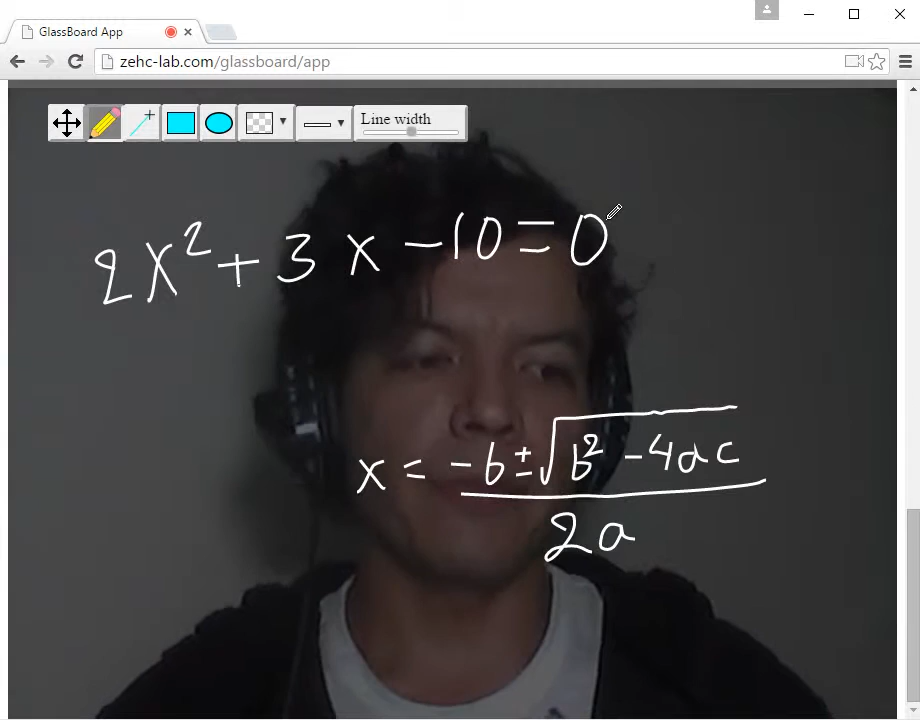 GlassBoard App
zehc-lab.com/glassboard/app
Line width
2x² + 3x - 10 = 0
x = (-b ± √(b² - 4ac)) / 2a